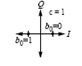 Q
c = 1
b₀=0
I
b₀=1